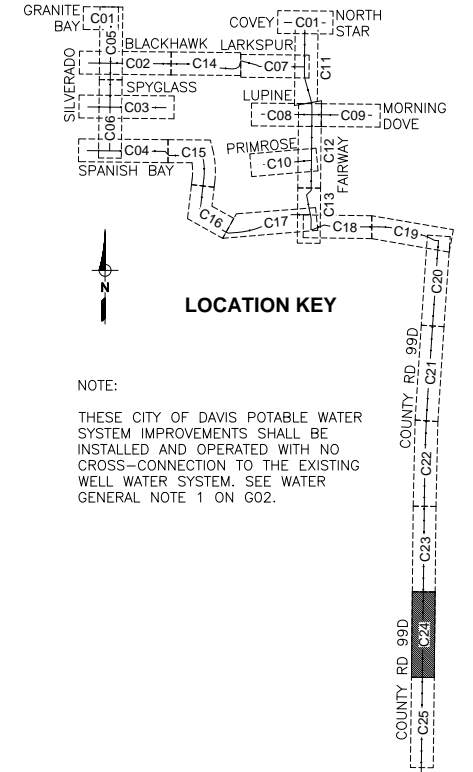 GRANITE
BAY
C01
C05
COVEY
C01
NORTH
STAR
BLACKHAWK
LARKSPUR
C02
C14
C07
C11
SILVERADO
SPYGLASS
C03
C06
LUPINE
C08
C09
MORNING
DOVE
C04
C15
SPANISH BAY
PRIMROSE
C10
C12
FAIRWAY
C13
C16
C17
C18
C19
N
LOCATION KEY
C20
COUNTY RD 99D
C21
NOTE:
THESE CITY OF DAVIS POTABLE WATER
SYSTEM IMPROVEMENTS SHALL BE
INSTALLED AND OPERATED WITH NO
CROSS-CONNECTION TO THE EXISTING
WELL WATER SYSTEM. SEE WATER
GENERAL NOTE 1 ON G02.
C22
C23
COUNTY RD 99D
C24
C25